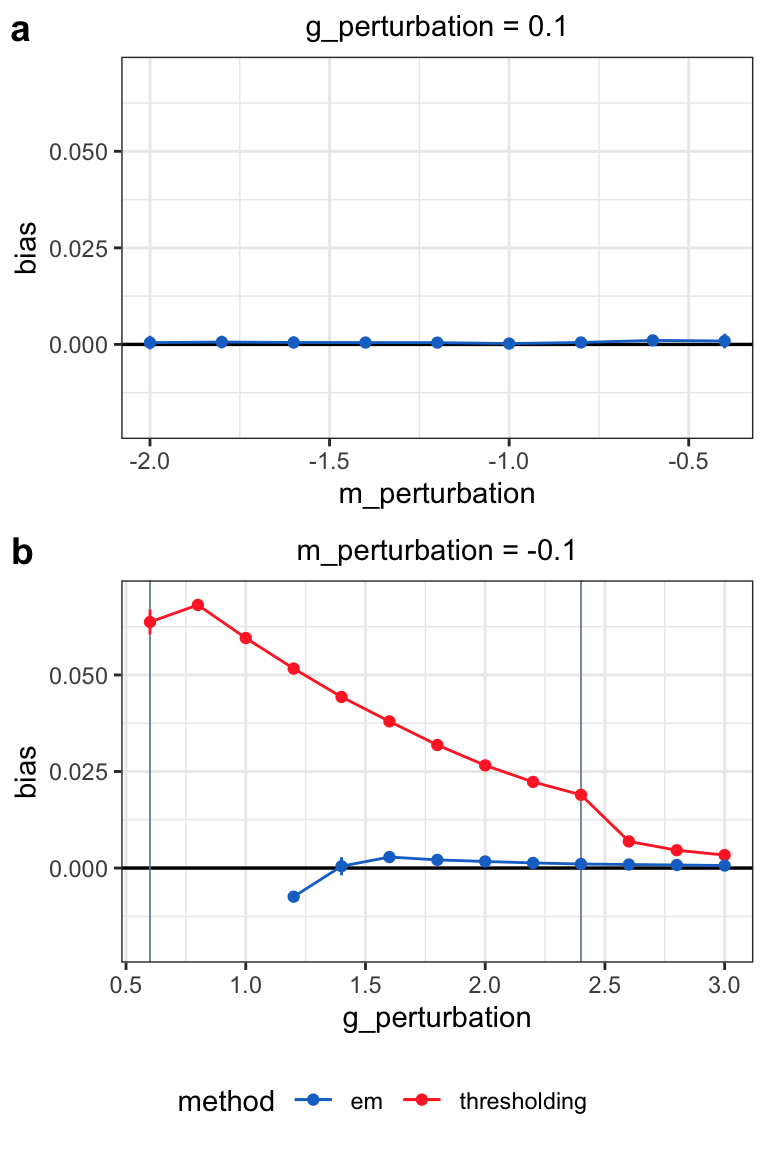 a
g_perturbation = 0.1
0.050
0.025
0.000
bias
-2.0 -1.5 -1.0 -0.5
m_perturbation
b
m_perturbation = -0.1
0.050
0.025
0.000
bias
0.5 1.0 1.5 2.0 2.5 3.0
g_perturbation
method em thresholding